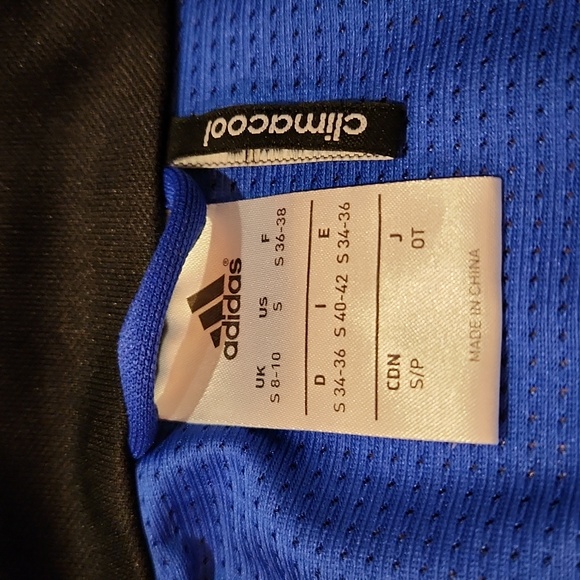 climacool
adidas®
UK US F
S 8-10 S S 36-38
D I E
S 34-36 S 40-42 S 34-36
CDN J
S/P OT
MADE IN CHINA